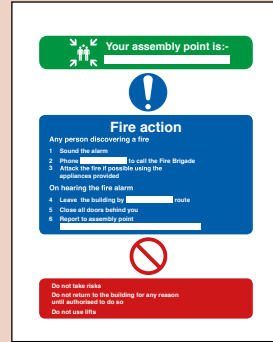 Your assembly point is:-
Fire action
Any person discovering a fire
1 Sound the alarm
2 Phone to call the Fire Brigade
3 Attack the fire if possible using the
appliances provided
On hearing the fire alarm
4 Leave the building by route
5 Close all doors behind you
6 Report to assembly point
Do not take risks
Do not return to the building for any reason
until authorised to do so
Do not use lifts